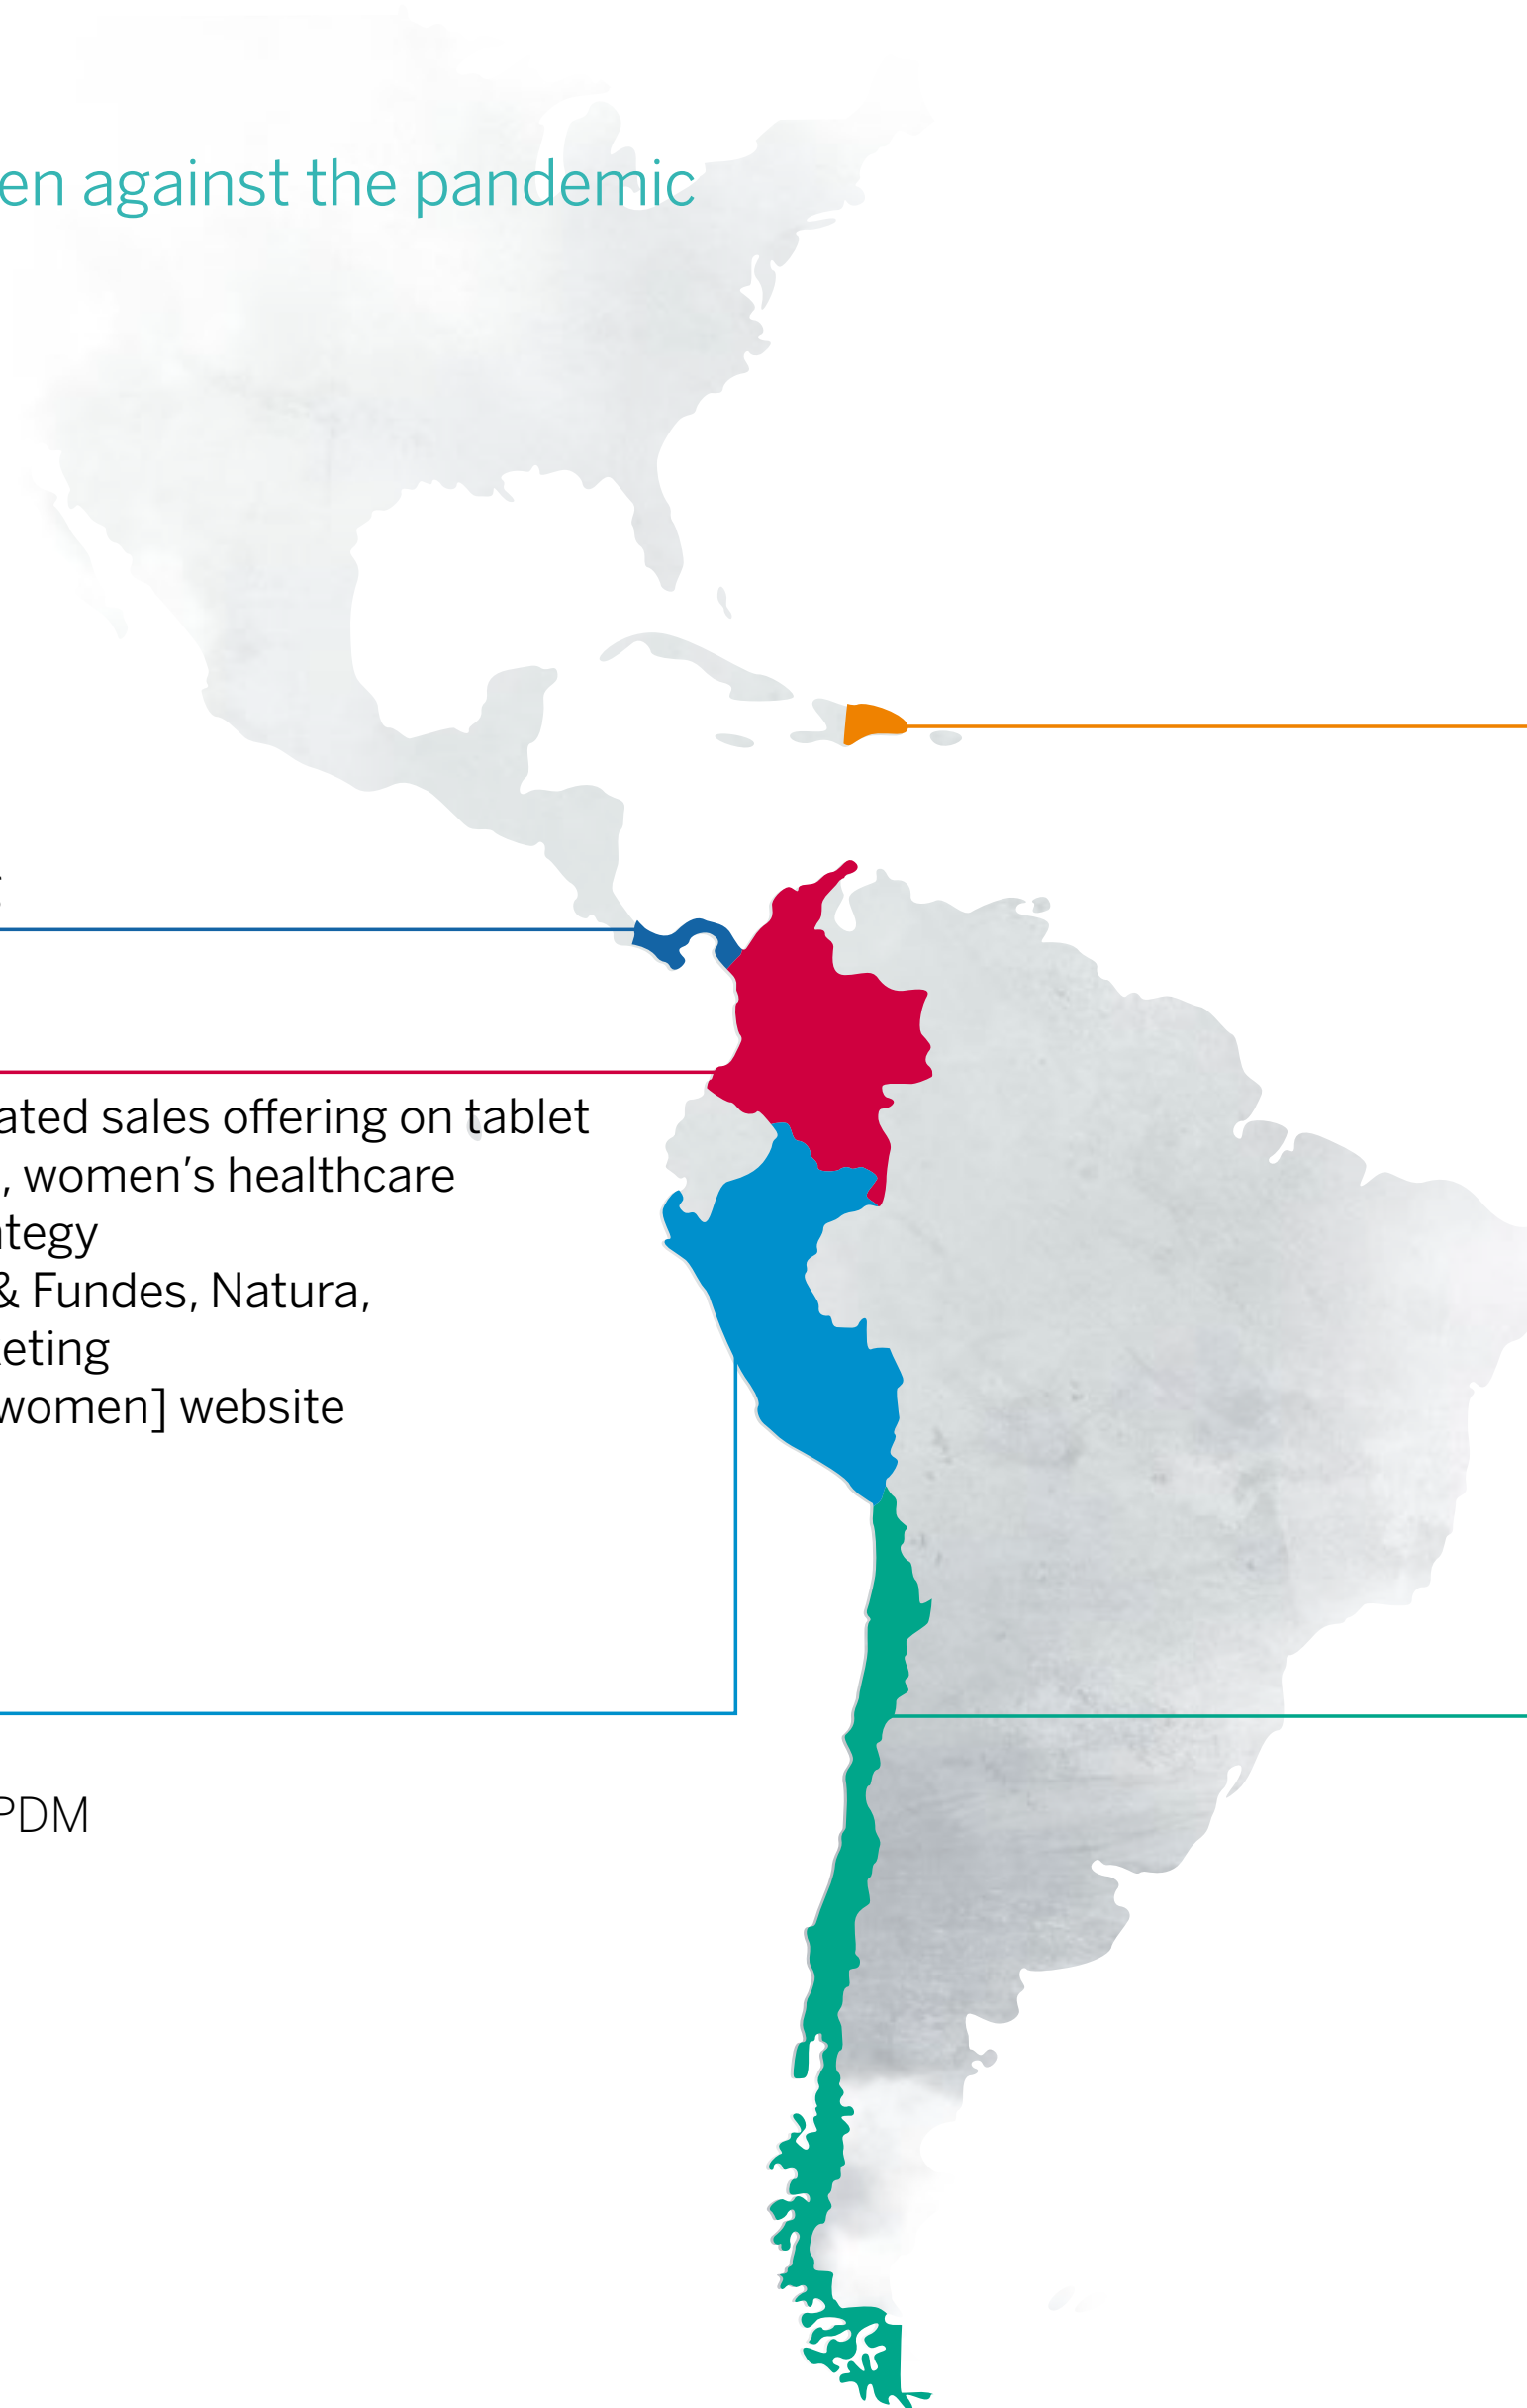 en against the pandemic
ated sales offering on tablet
, women’s healthcare
tegy
& Fundes, Natura,
eting
women] website
PDM